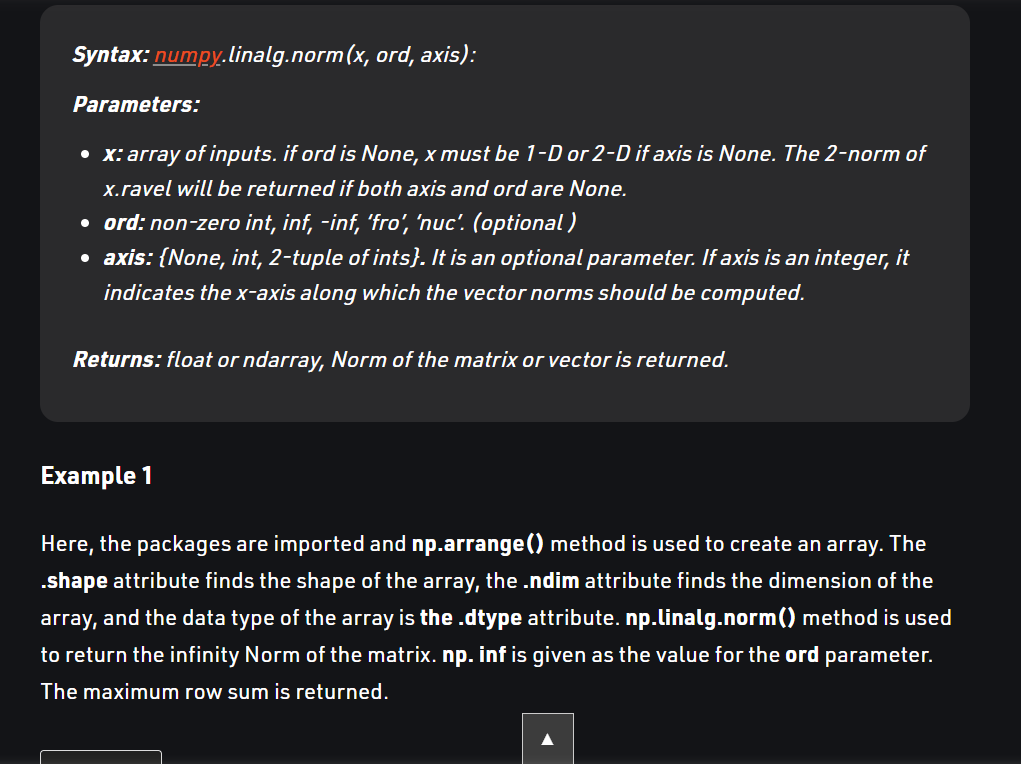 Syntax: numpy.linalg.norm(x, ord, axis):
Parameters:
• x: array of inputs. if ord is None, x must be 1-D or 2-D if axis is None. The 2-norm of
x.ravel will be returned if both axis and ord are None.
• ord: non-zero int, inf, -inf, ‘fro’, ‘nuc’. (optional )
• axis: {None, int, 2-tuple of ints}. It is an optional parameter. If axis is an integer, it
indicates the x-axis along which the vector norms should be computed.
Returns: float or ndarray, Norm of the matrix or vector is returned.
Example 1
Here, the packages are imported and np.arrange() method is used to create an array. The
.shape attribute finds the shape of the array, the .ndim attribute finds the dimension of the
array, and the data type of the array is the .dtype attribute. np.linalg.norm() method is used
to return the infinity Norm of the matrix. np. inf is given as the value for the ord parameter.
The maximum row sum is returned.
▲